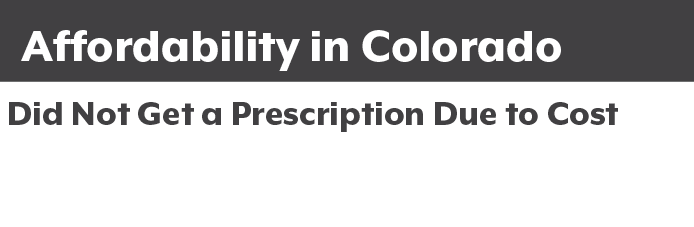 Affordability in Colorado
Did Not Get a Prescription Due to Cost